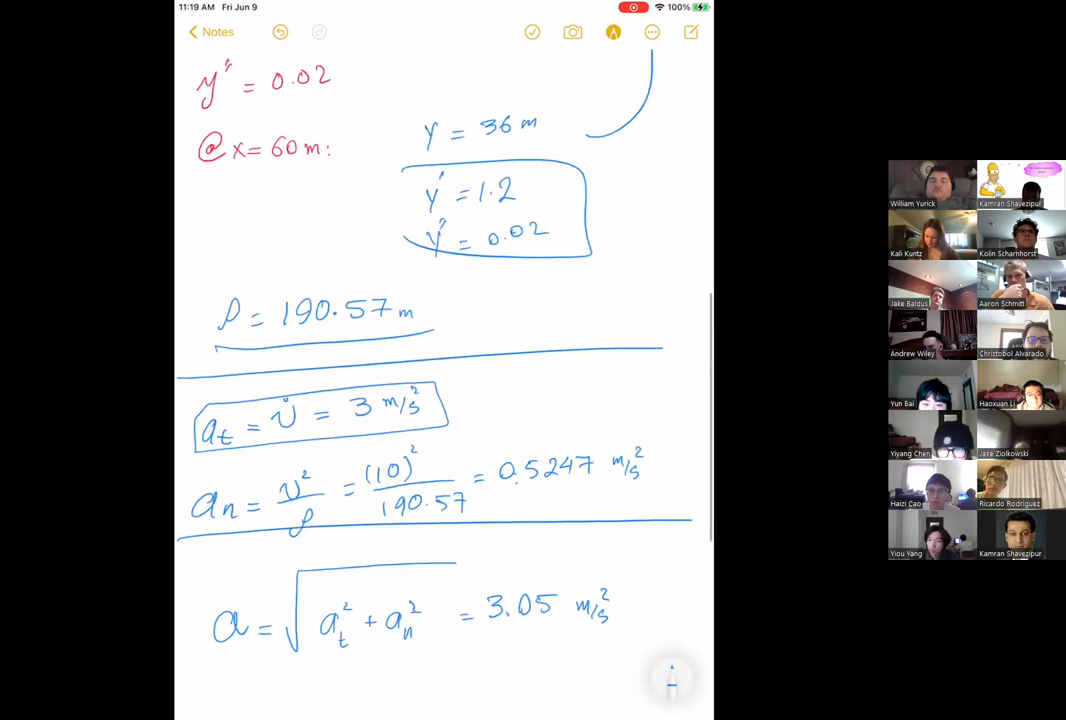 11:19 AM Fri Jun 9
100%
Notes
y'' = 0.02
@ x = 60 m:
y = 36 m
y' = 1.2
y'' = 0.02
ρ = 190.57 m
a_t = v̇ = 3 m/s²
a_n = v²/ρ = (10)²/190.57 = 0.5247 m/s²
a = √(a_t² + a_n²) = 3.05 m/s²
William Yurick
Kamran Shavezipur
Kali Kuntz
Kolin Scharnhorst
Jake Baldus
Aaron Schmitt
Andrew Wiley
Christobol Alvarado
Yun Bai
Haoxuan Li
Yiyang Chen
Jake Ziolkowski
Haizi Cao
Ricardo Rodriguez
Yiou Yang
Kamran Shavezipur